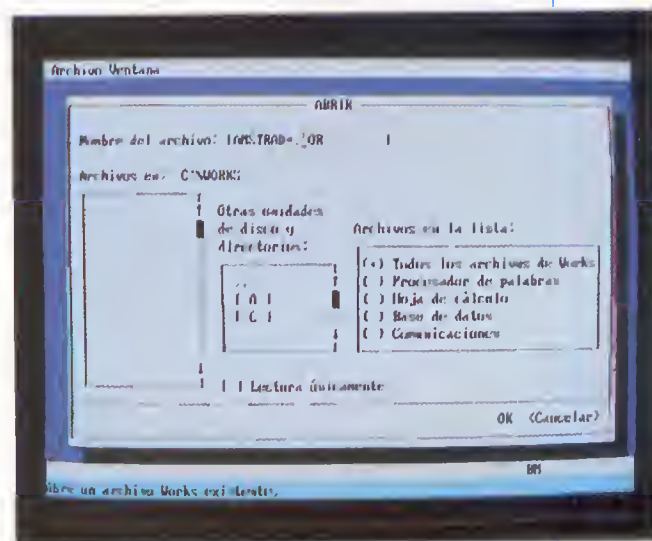 Archivo Ventana
ABRIR
Nombre del archivo:
Archivos en: C:\WORKS
Otras unidades
de disco y
directorios:
..
[ A ]
[ C ]
Archivos en la lista:
(•) Todos los archivos de Works
( ) Procesador de palabras
( ) Hoja de cálculo
( ) Base de datos
( ) Comunicaciones
[ ] Lectura únicamente
OK <Cancelar>
BM
Abre un archivo Works existente.